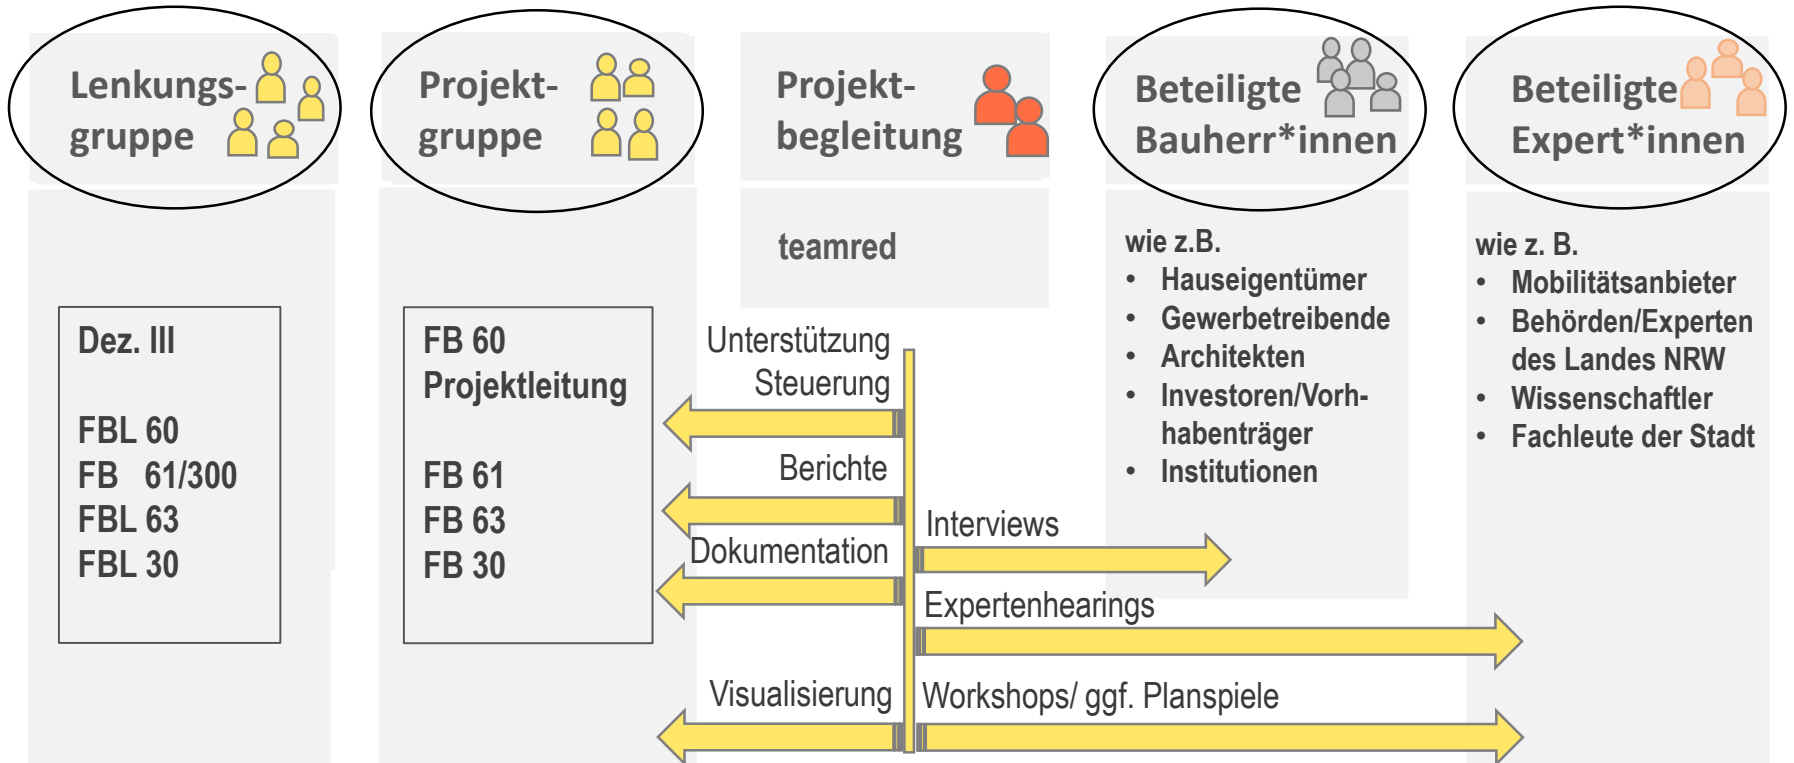 Lenkungs-
gruppe
Projekt-
gruppe
Projekt-
begleitung
Beteiligte
Bauherr*innen
Beteiligte
Expert*innen
Dez. III
FBL 60
FB 61/300
FBL 63
FBL 30
FB 60
Projektleitung
FB 61
FB 63
FB 30
teamred
Unterstützung
Steuerung
Berichte
Dokumentation
Visualisierung
Interviews
Expertenhearings
Workshops/ ggf. Planspiele
wie z.B.
• Hauseigentümer
• Gewerbetreibende
• Architekten
• Investoren/Vorh-
habenträger
• Institutionen
wie z. B.
• Mobilitätsanbieter
• Behörden/Experten
des Landes NRW
• Wissenschaftler
• Fachleute der Stadt